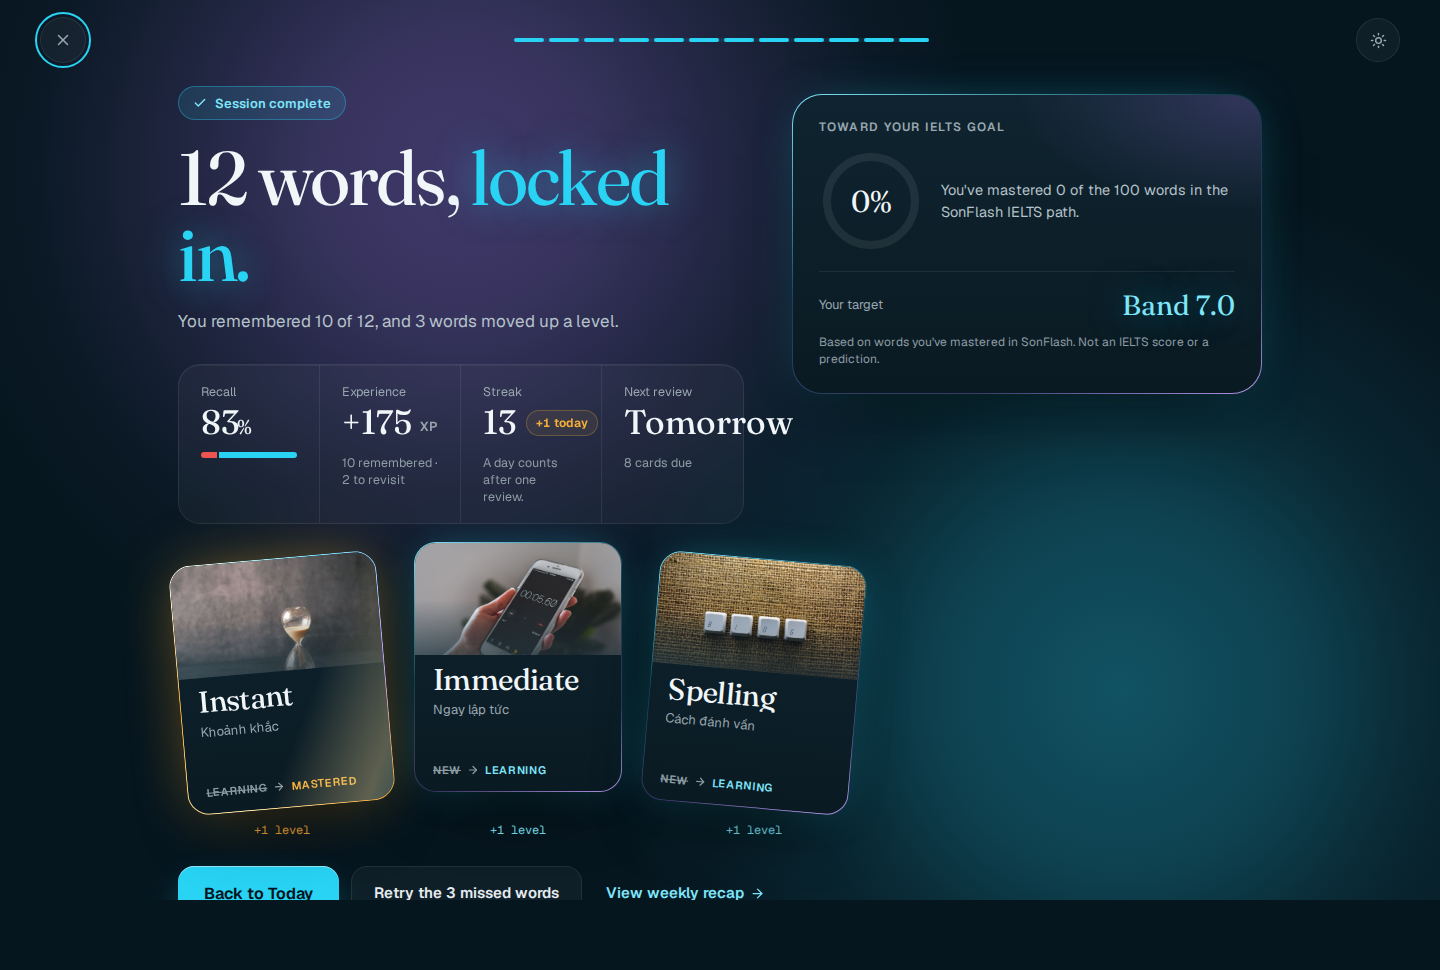 Session complete
12 words, locked
in.
You remembered 10 of 12, and 3 words moved up a level.
TOWARD YOUR IELTS GOAL
0%
You've mastered 0 of the 100 words in the
SonFlash IELTS path.
Your target
Band 7.0
Based on words you've mastered in SonFlash. Not an IELTS score or a
prediction.
Recall
83%
Experience
+175 XP
10 remembered ·
2 to revisit
Streak
13 +1 today
A day counts
after one
review.
Next review
Tomorrow
8 cards due
Instant
Khoảnh khắc
LEARNING → MASTERED
+1 level
00:05,60
Immediate
Ngay lập tức
NEW → LEARNING
+1 level
Spelling
Cách đánh vần
NEW → LEARNING
+1 level
Back to Today
Retry the 3 missed words
View weekly recap →